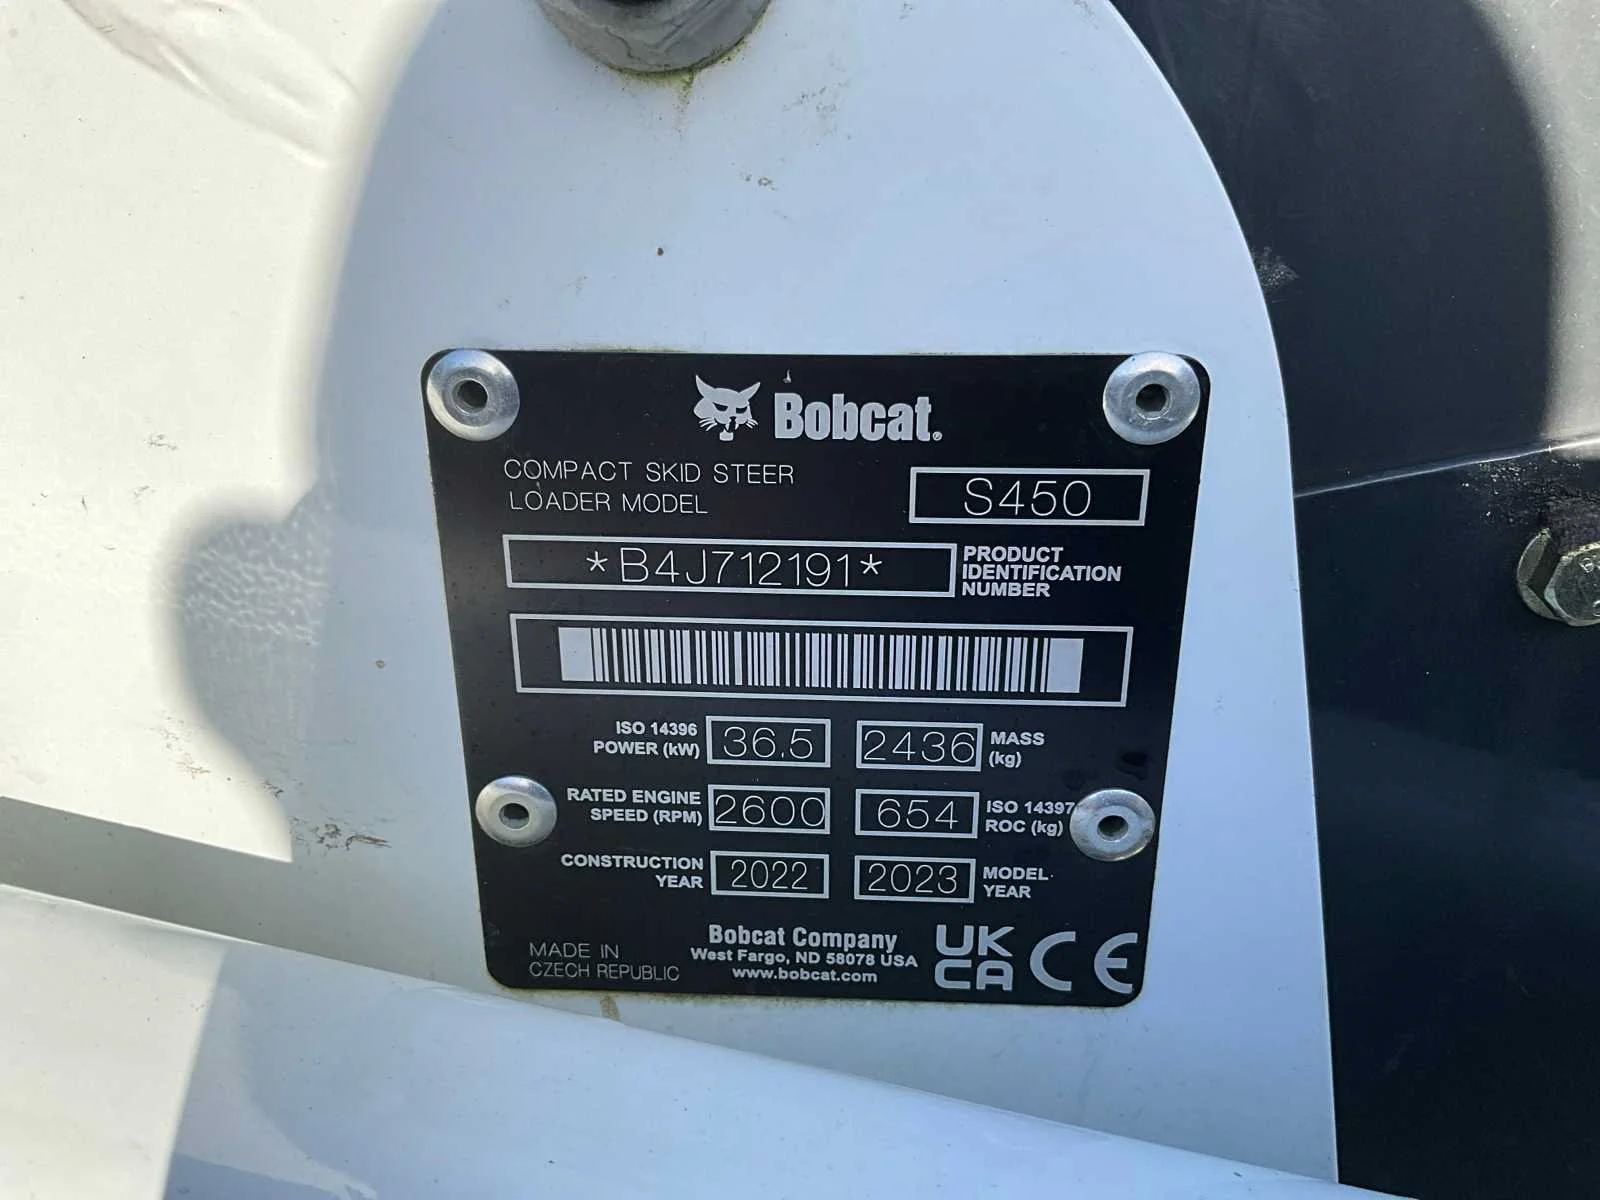 Bobcat®
COMPACT SKID STEER
LOADER MODEL
S450
*B4J712191*
PRODUCT
IDENTIFICATION
NUMBER
ISO 14396
POWER (kW)
36.5
2436
MASS
(kg)
RATED ENGINE
SPEED (RPM)
2600
654
ISO 14397
ROC (kg)
CONSTRUCTION
YEAR
2022
2023
MODEL
YEAR
MADE IN
CZECH REPUBLIC
Bobcat Company
West Fargo, ND 58078 USA
www.bobcat.com
UK
CA
CE